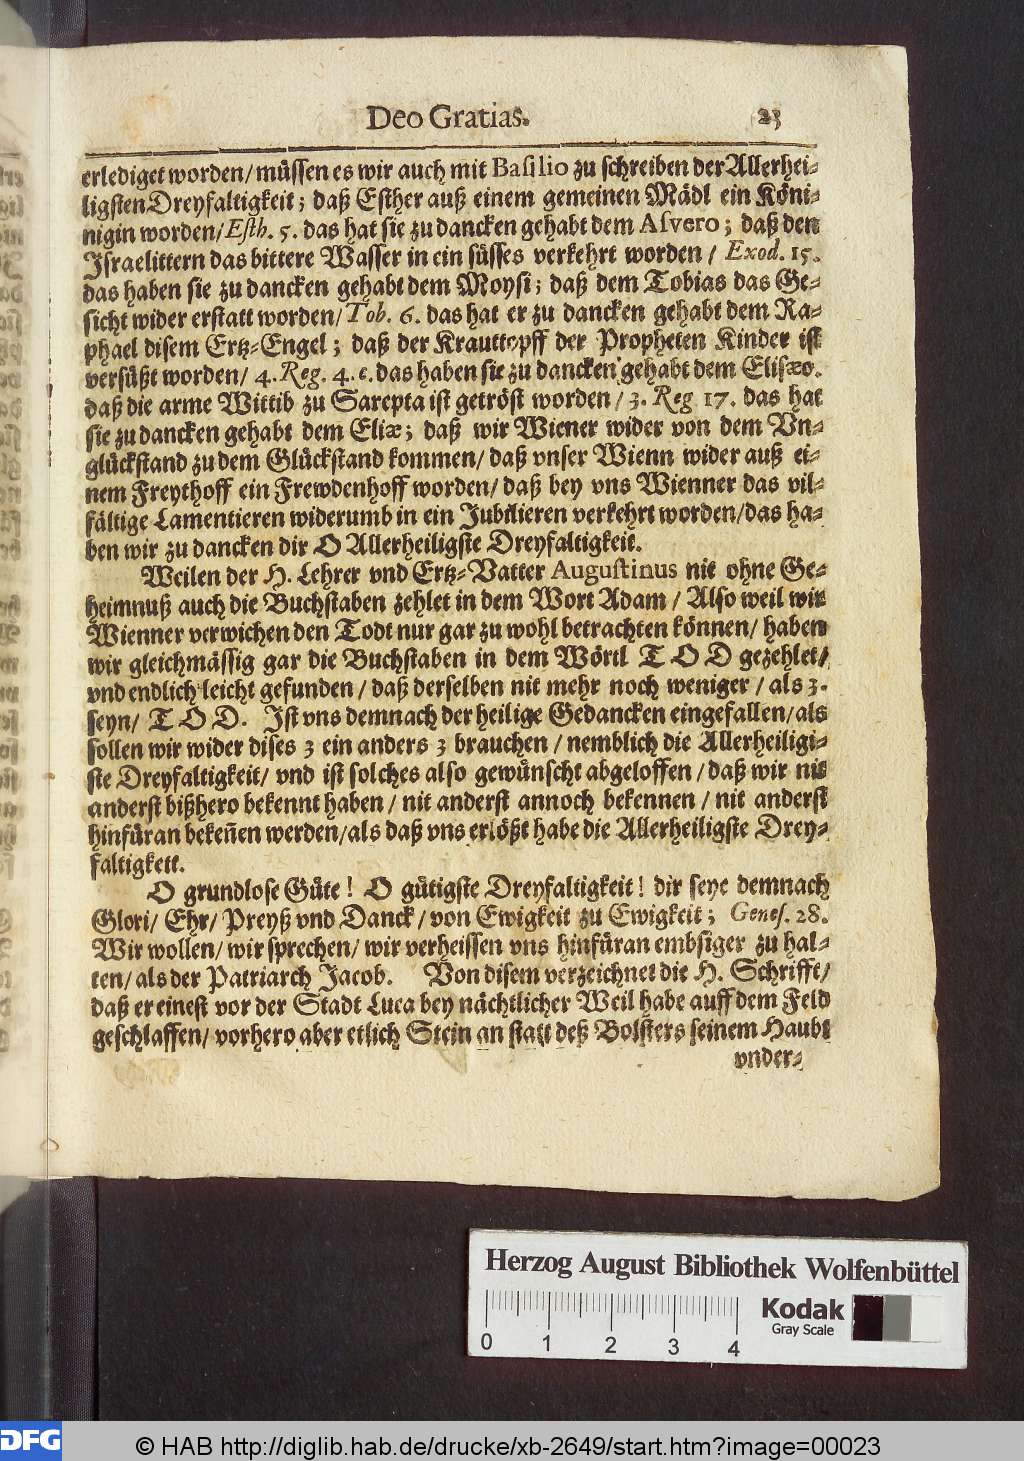 Deo Gratias. 23
erlediget worden/ müssen es wir auch mit Basilio zu schreiben der Allerhei-
ligsten Dreyfaltigkeit; daß Esther auß einem gemeinen Mädl ein Köni-
nigin worden/ Esth. 5. das hat sie zu dancken gehabt dem Asvero; daß den
Israelittern das bittere Wasser in ein süsses verkehrt worden / Exod. 15.
das haben sie zu dancken gehabt dem Moysi; daß dem Tobias das Ge-
sicht wider erstatt worden/ Tob. 6. das hat er zu dancken gehabt dem Ra-
phael disem Ertz-Engel; daß der Krauttopff der Propheten Kinder ist
versüßt worden/ 4. Reg. 4. c. das haben sie zu dancken gehabt dem Elisæo.
daß die arme Wittib zu Sarepta ist getröst worden / 3. Reg 17. das hat
sie zu dancken gehabt dem Eliæ; daß wir Wiener wider von dem Vn-
glückstand zu dem Glückstand kommen/ daß vnser Wienn wider auß ei-
nem Freythoff ein Frewdenhoff worden/ daß bey vns Wienner das vil-
fältige Lamentieren widerumb in ein Jubilieren verkehrt worden/ das ha-
ben wir zu dancken dir O Allerheiligste Dreyfaltigkeit.
Weilen der H. Lehrer vnd Ertz-Vatter Augustinus nit ohne Ge-
heimnuß auch die Buchstaben zehlet in dem Wort Adam / Also weil wir
Wienner verwichen den Todt nur gar zu wohl betrachten können/ haben
wir gleichmässig gar die Buchstaben in dem Wörtl T O D gezehlet/
vnd endlich leicht gefunden / daß derselben nit mehr noch weniger / als 3.
seyn/ T O D. Ist vns demnach der heilige Gedancken eingefallen/ als
sollen wir wider dises 3 ein anders 3 brauchen / nemblich die Allerheiligi-
ste Dreyfaltigkeit/ vnd ist solches also gewünscht abgeloffen / daß wir nit
anderst bißhero bekennt haben / nit anderst annoch bekennen / nit anderst
hinfüran bekeñen werden/ als daß vns erlößt habe die Allerheiligste Drey-
faltigkeit.
O grundlose Güte! O gütigste Dreyfaltigkeit! dir seye demnach
Glori/ Ehr/ Preyß vnd Danck / von Ewigkeit zu Ewigkeit; Genes. 28.
Wir wollen/ wir sprechen/ wir verheissen vns hinfüran embsiger zu hal-
ten/ als der Patriarch Jacob. Von disem verzeichnet die H. Schrifft/
daß er einest vor der Stadt Luca bey nächtlicher Weil habe auff dem Feld
geschlaffen/ vorhero aber etlich Stein an statt deß Bolsters seinem Haubt
vnder-
Herzog August Bibliothek Wolfenbüttel
Kodak
Gray Scale
0 1 2 3 4
DFG
© HAB http://diglib.hab.de/drucke/xb-2649/start.htm?image=00023